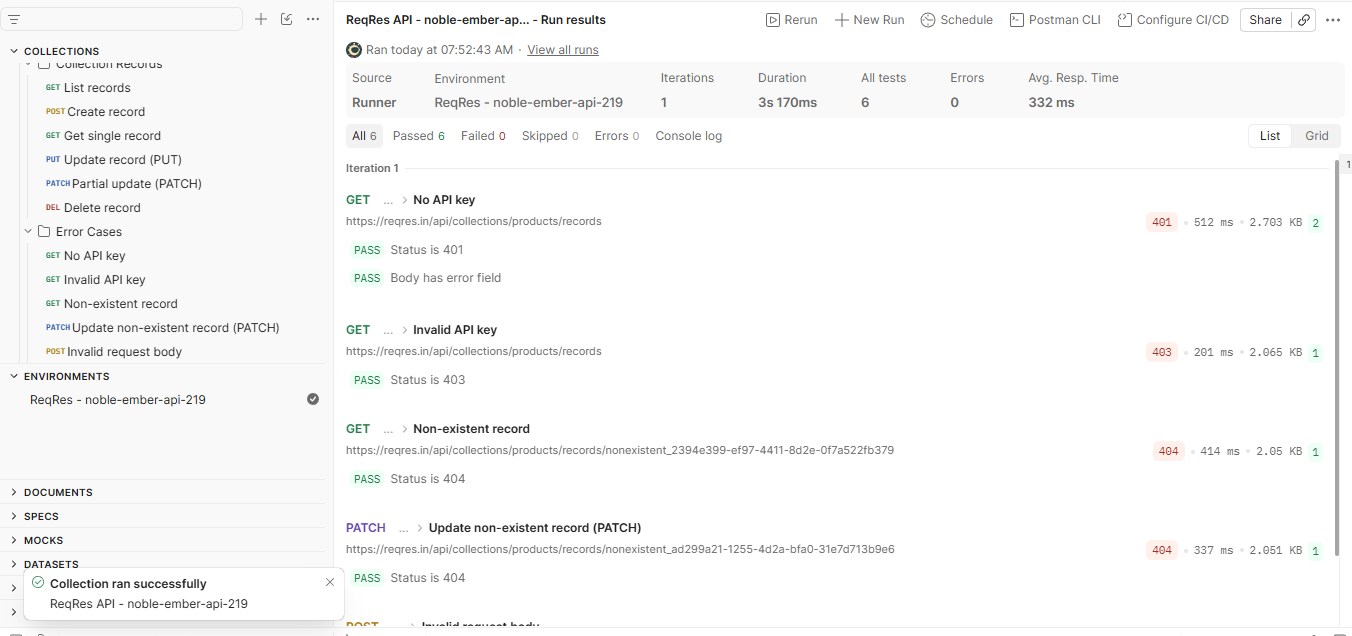 COLLECTIONS
Collection Records
GET List records
POST Create record
GET Get single record
PUT Update record (PUT)
PATCH Partial update (PATCH)
DEL Delete record
Error Cases
GET No API key
GET Invalid API key
GET Non-existent record
PATCH Update non-existent record (PATCH)
POST Invalid request body
ENVIRONMENTS
ReqRes - noble-ember-api-219
DOCUMENTS
SPECS
MOCKS
DATASETS
Collection ran successfully
ReqRes API - noble-ember-api-219
ReqRes API - noble-ember-ap... - Run results
Rerun
New Run
Schedule
Postman CLI
Configure CI/CD
Share
Ran today at 07:52:43 AM · View all runs
Source Environment Iterations Duration All tests Errors Avg. Resp. Time
Runner ReqRes - noble-ember-api-219 1 3s 170ms 6 0 332 ms
All 6 Passed 6 Failed 0 Skipped 0 Errors 0 Console log List Grid
Iteration 1
1
GET ... > No API key
https://reqres.in/api/collections/products/records
401 • 512 ms • 2.703 KB 2
PASS Status is 401
PASS Body has error field
GET ... > Invalid API key
https://reqres.in/api/collections/products/records
403 • 201 ms • 2.065 KB 1
PASS Status is 403
GET ... > Non-existent record
https://reqres.in/api/collections/products/records/nonexistent_2394e399-ef97-4411-8d2e-0f7a522fb379
404 • 414 ms • 2.05 KB 1
PASS Status is 404
PATCH ... > Update non-existent record (PATCH)
https://reqres.in/api/collections/products/records/nonexistent_ad299a21-1255-4d2a-bfa0-31e7d713b9e6
404 • 337 ms • 2.051 KB 1
PASS Status is 404
POST ... > Invalid request body